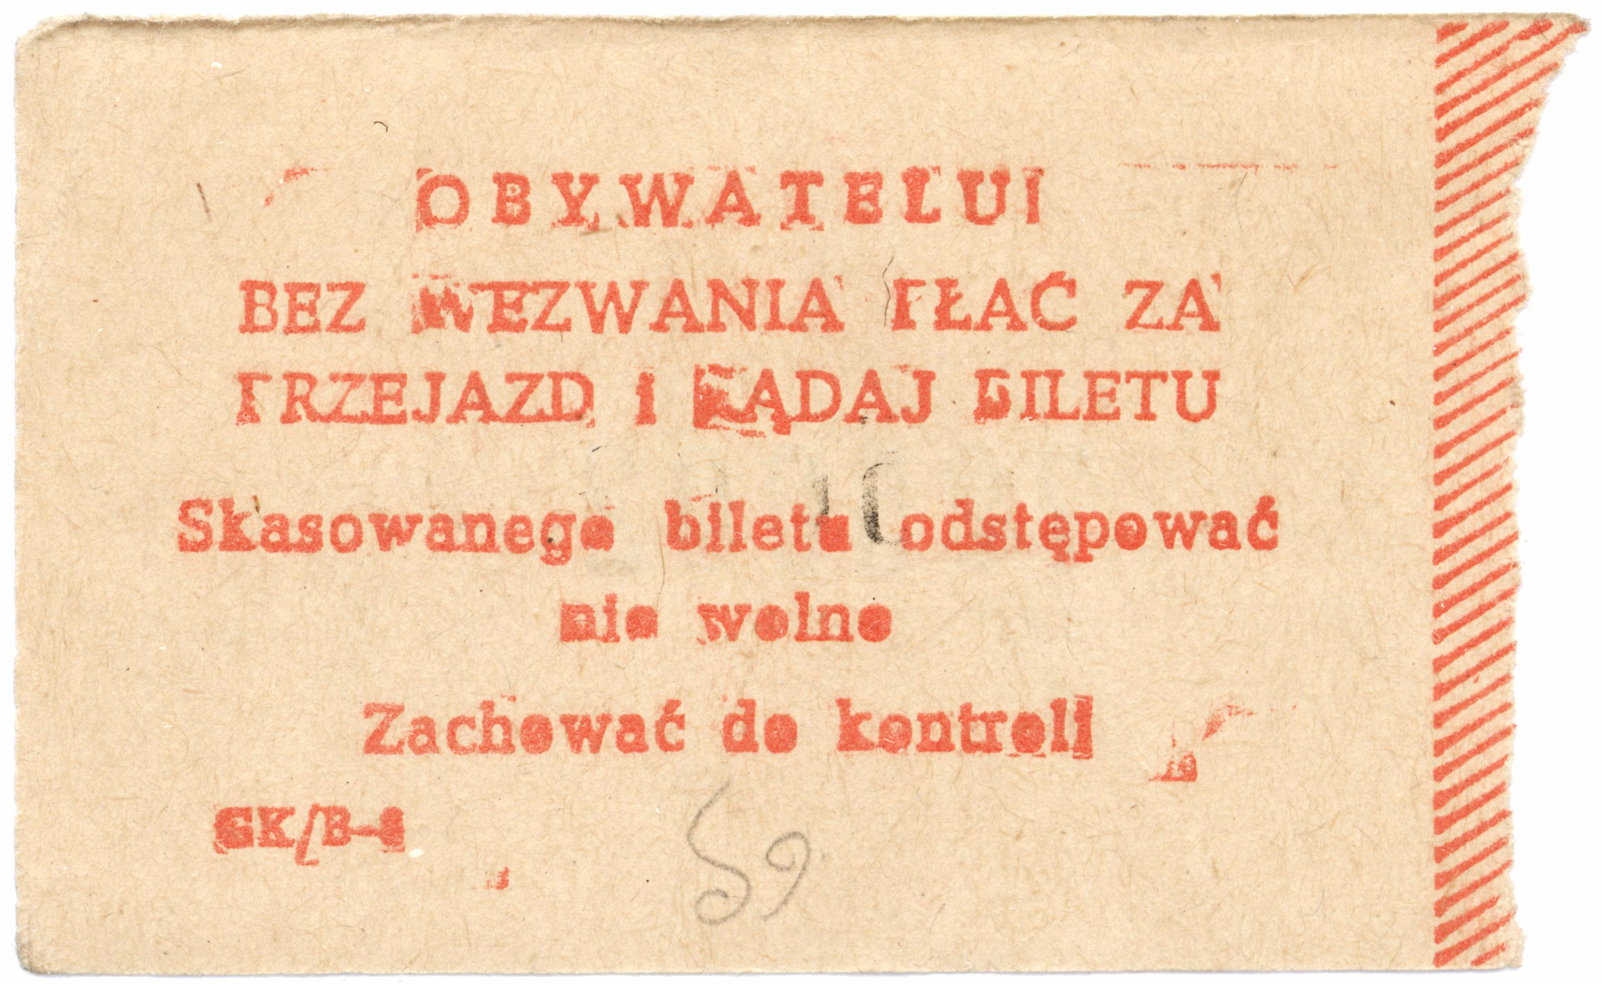 OBYWATELU!
BEZ WEZWANIA PŁAĆ ZA
PRZEJAZD I ŻĄDAJ BILETU
Skasowanego biletu odstępować
nie wolno
Zachować do kontroli
59